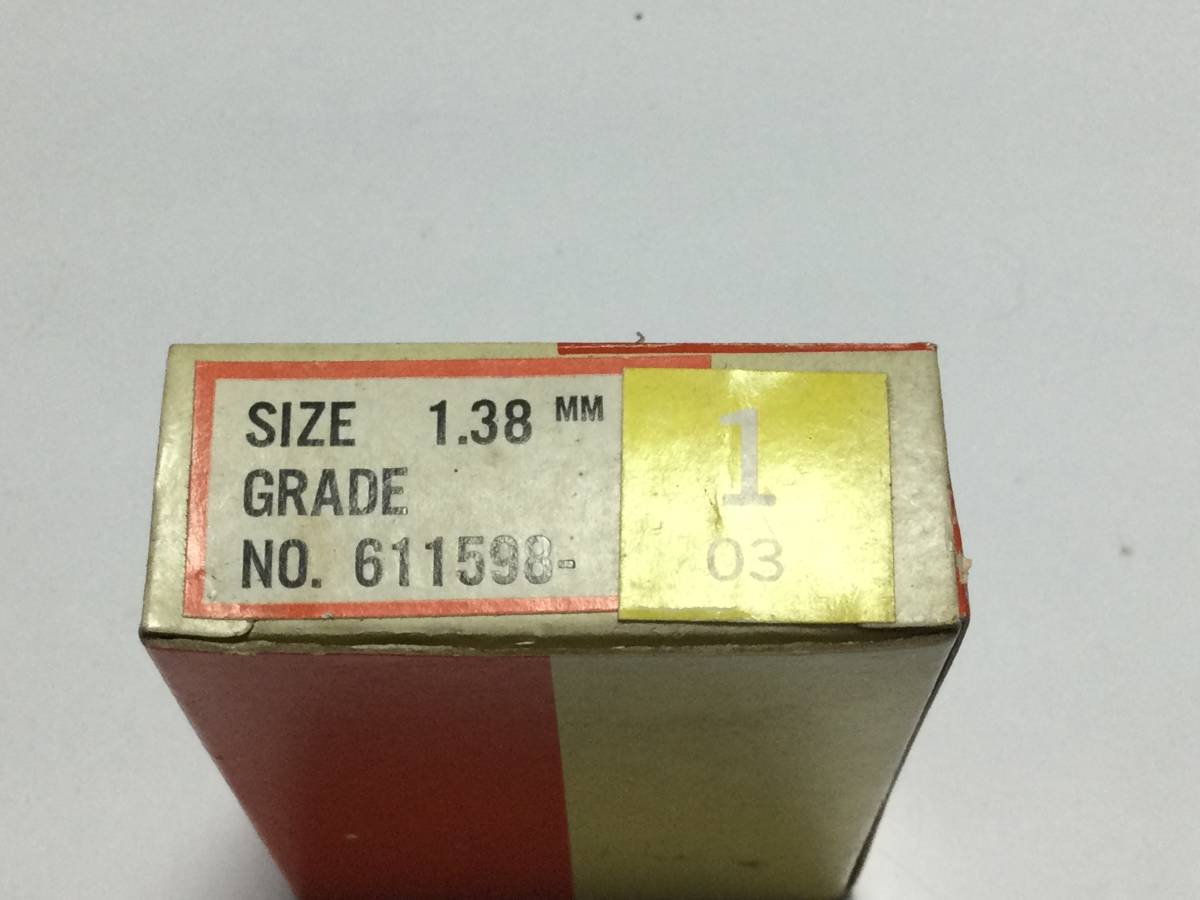 SIZE 1.38 MM
GRADE
NO. 611598-
1
03